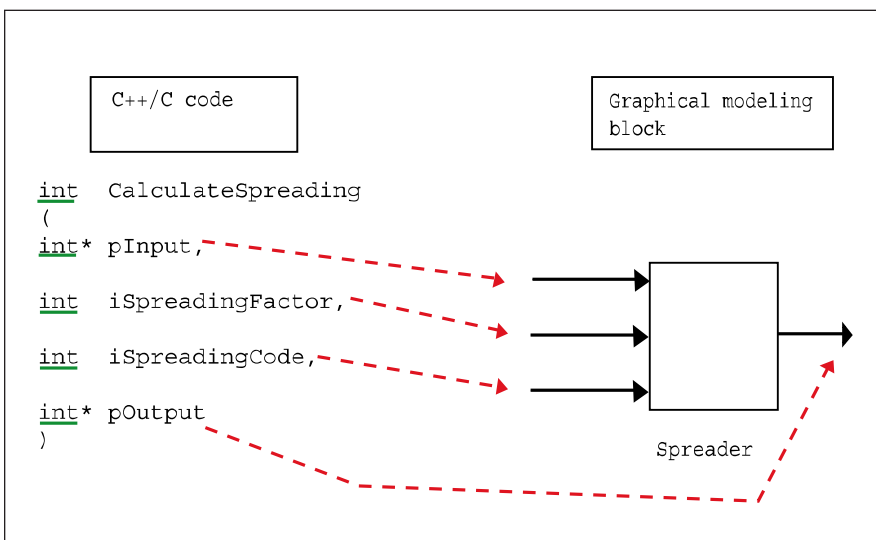 C++/C code
Graphical modeling
block
int CalculateSpreading
(
int* pInput,
int iSpreadingFactor,
int iSpreadingCode,
int* pOutput
)
Spreader